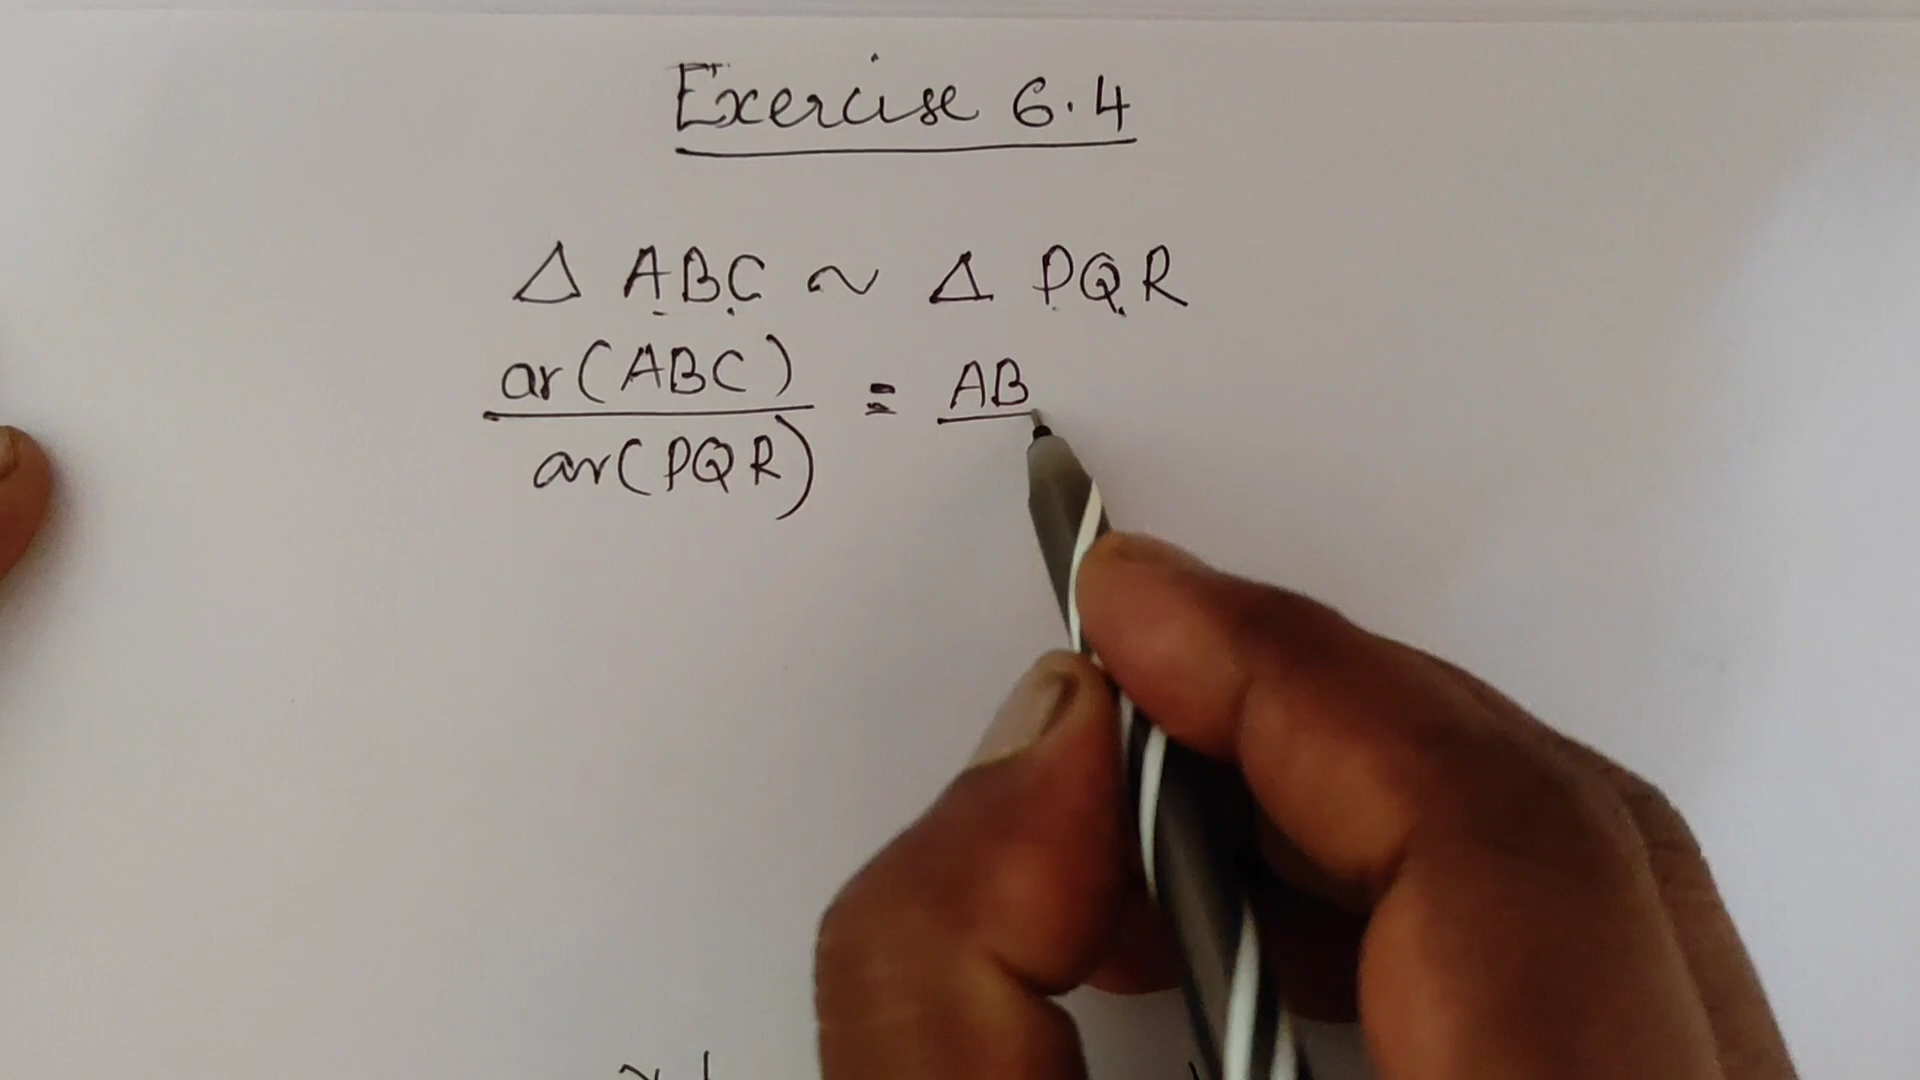 Exercise 6.4
△ ABC ~ △ PQR
ar(ABC) = AB
ar(PQR)